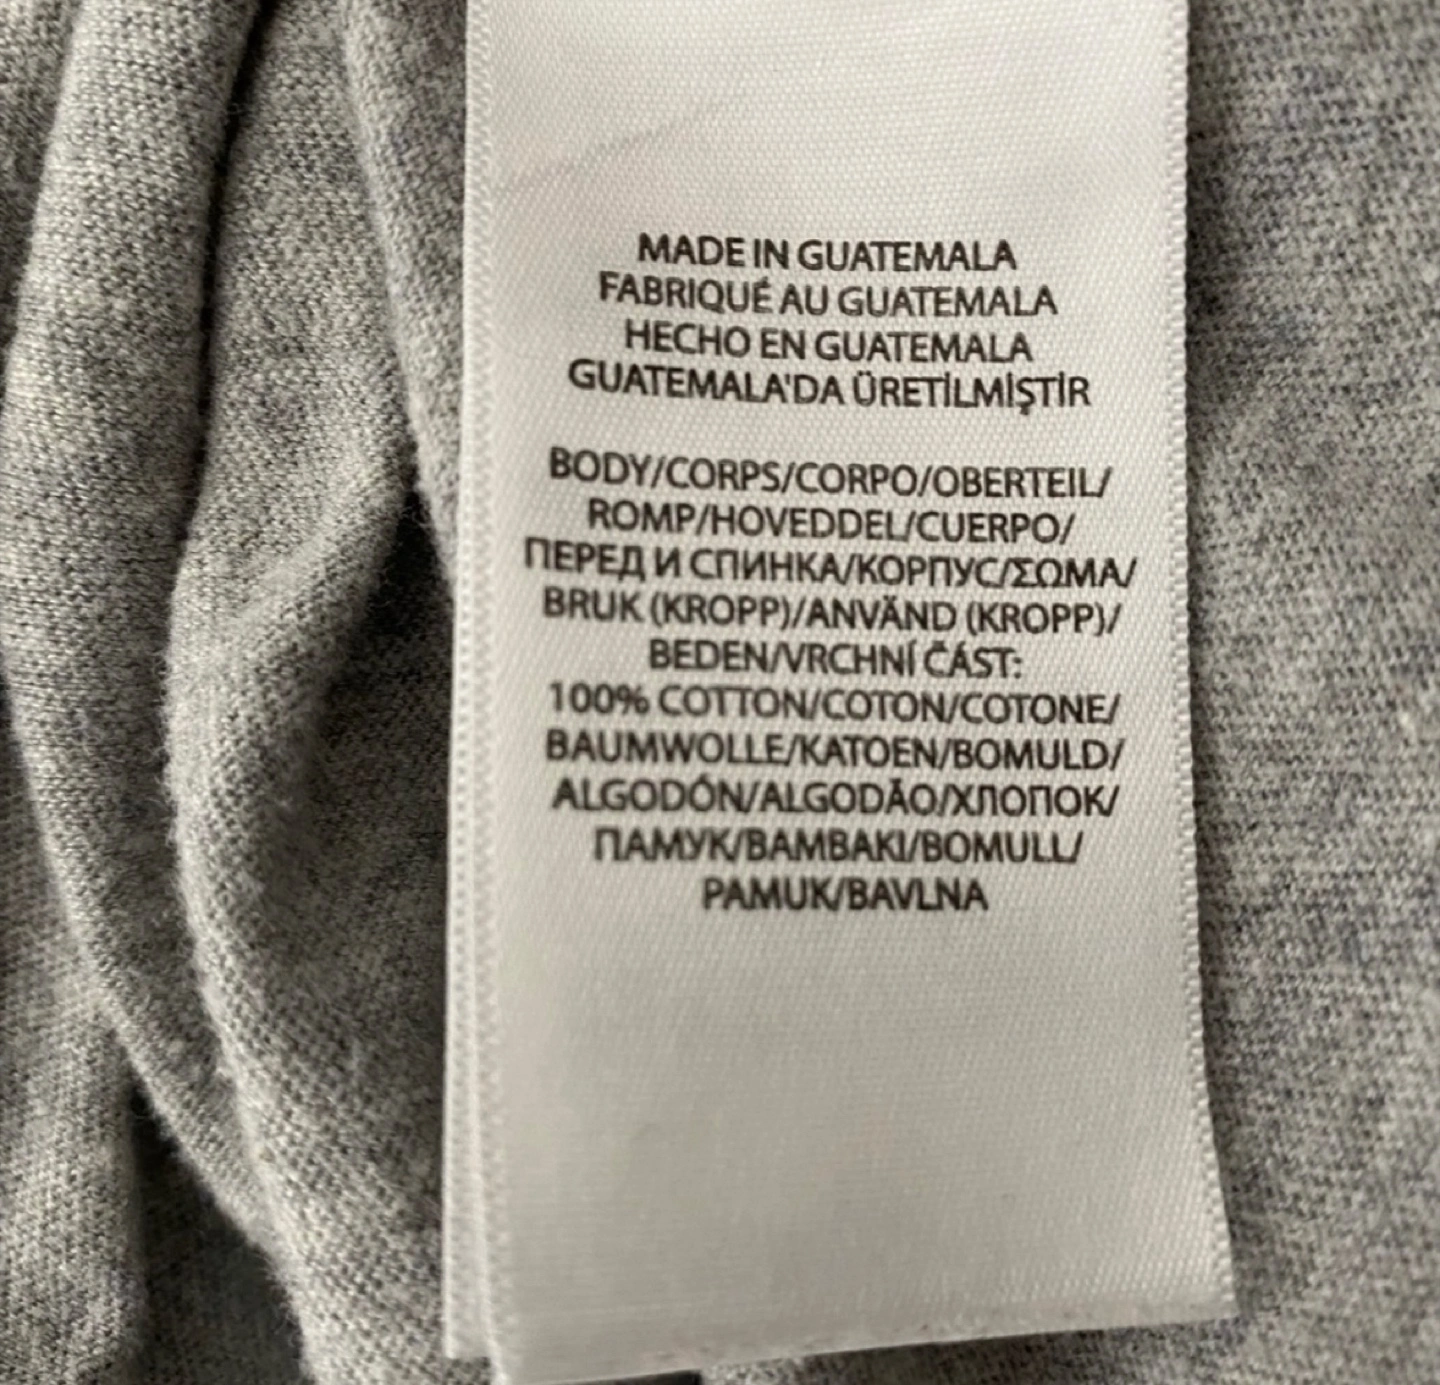 MADE IN GUATEMALA
FABRIQUÉ AU GUATEMALA
HECHO EN GUATEMALA
GUATEMALA'DA ÜRETİLMİŞTİR
BODY/CORPS/CORPO/OBERTEIL/
ROMP/HOVEDDEL/CUERPO/
ПЕРЕД И СПИНКА/КОРПУС/ΣΩΜΑ/
BRUK (KROPP)/ANVÄND (KROPP)/
BEDEN/VRCHNÍ ČÁST:
100% COTTON/COTON/COTONE/
BAUMWOLLE/KATOEN/BOMULD/
ALGODÓN/ALGODÃO/ХЛОПОК/
ПАМУК/ΒΑΜΒΑΚΙ/BOMULL/
PAMUK/BAVLNA